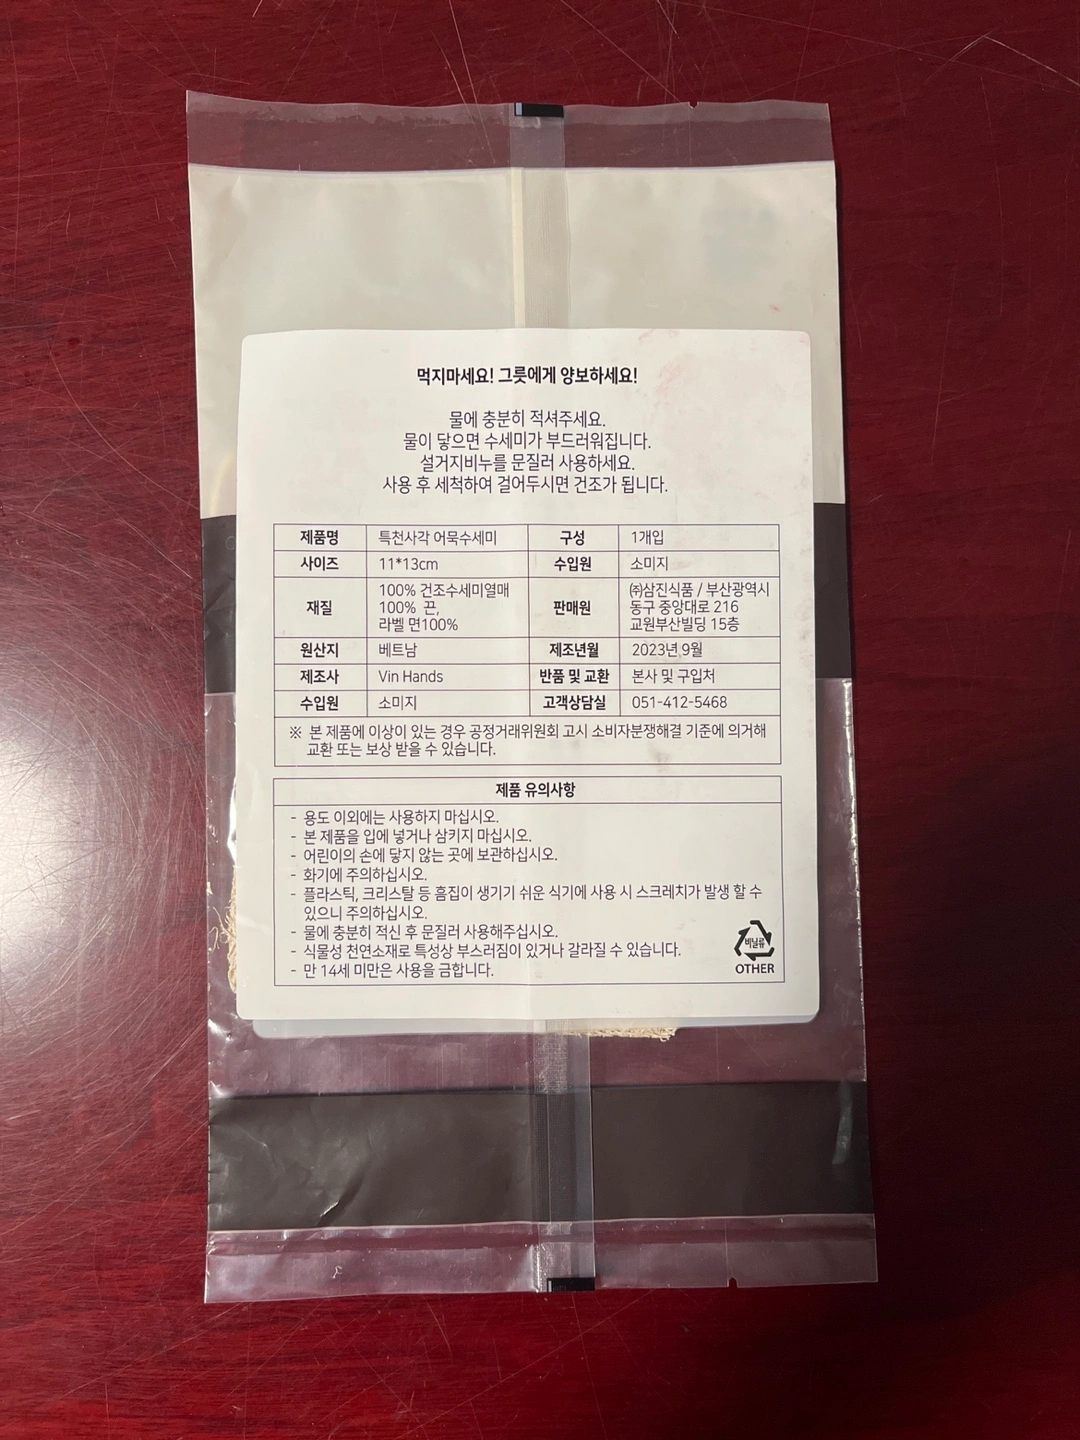 먹지마세요! 그릇에게 양보하세요!
물에 충분히 적셔주세요.
물이 닿으면 수세미가 부드러워집니다.
설거지비누를 문질러 사용하세요.
사용 후 세척하여 걸어두시면 건조가 됩니다.
제품명 특천사각 어묵수세미 구성 1개입
사이즈 11*13cm 수입원 소미지
재질 100% 건조수세미열매
100% 끈,
라벨 면100%
판매원 ㈜삼진식품 / 부산광역시
동구 중앙대로 216
교원부산빌딩 15층
원산지 베트남 제조년월 2023년 9월
제조사 Vin Hands 반품 및 교환 본사 및 구입처
수입원 소미지 고객상담실 051-412-5468
※ 본 제품에 이상이 있는 경우 공정거래위원회 고시 소비자분쟁해결 기준에 의거해
교환 또는 보상 받을 수 있습니다.
제품 유의사항
- 용도 이외에는 사용하지 마십시오.
- 본 제품을 입에 넣거나 삼키지 마십시오.
- 어린이의 손에 닿지 않는 곳에 보관하십시오.
- 화기에 주의하십시오.
- 플라스틱, 크리스탈 등 흠집이 생기기 쉬운 식기에 사용 시 스크레치가 발생 할 수
있으니 주의하십시오.
- 물에 충분히 적신 후 문질러 사용해주십시오.
- 식물성 천연소재로 특성상 부스러짐이 있거나 갈라질 수 있습니다.
- 만 14세 미만은 사용을 금합니다.
비닐류
OTHER